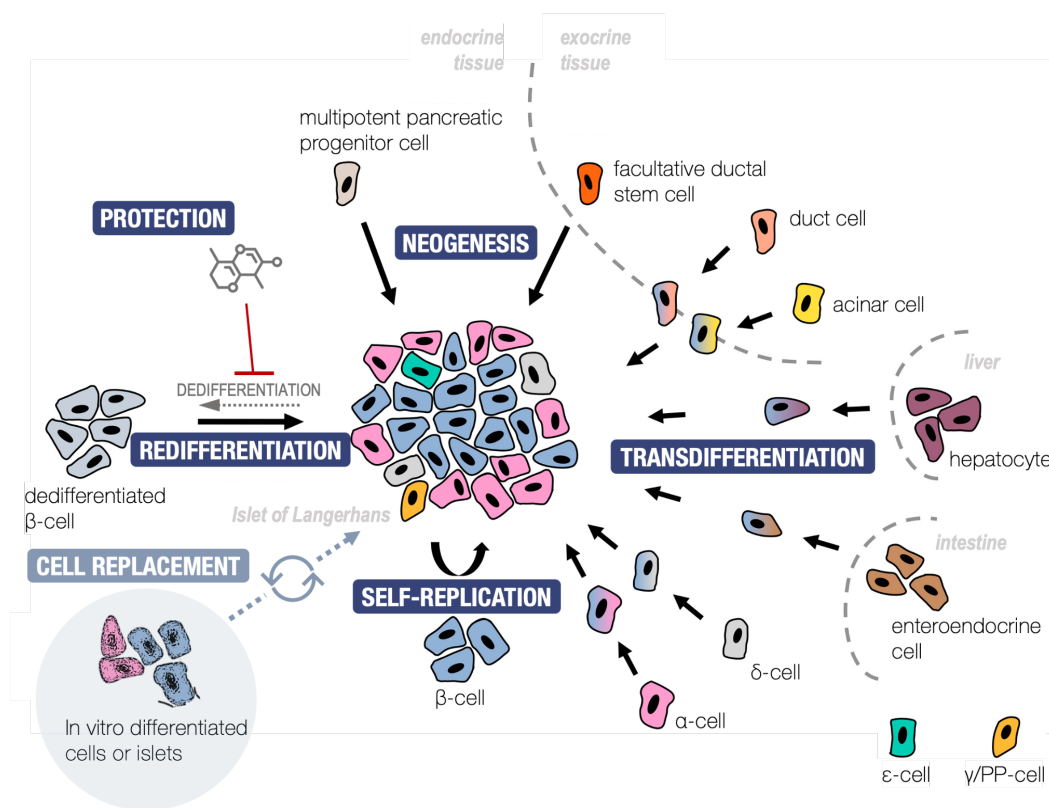 endocrine
tissue
exocrine
tissue
multipotent pancreatic
progenitor cell
facultative ductal
stem cell
PROTECTION
NEOGENESIS
duct cell
acinar cell
liver
DEDIFFERENTIATION
REDIFFERENTIATION
TRANSDIFFERENTIATION
hepatocyte
dedifferentiated
β-cell
Islet of Langerhans
CELL REPLACEMENT
SELF-REPLICATION
intestine
enteroendocrine
cell
β-cell
δ-cell
α-cell
In vitro differentiated
cells or islets
ε-cell
γ/PP-cell